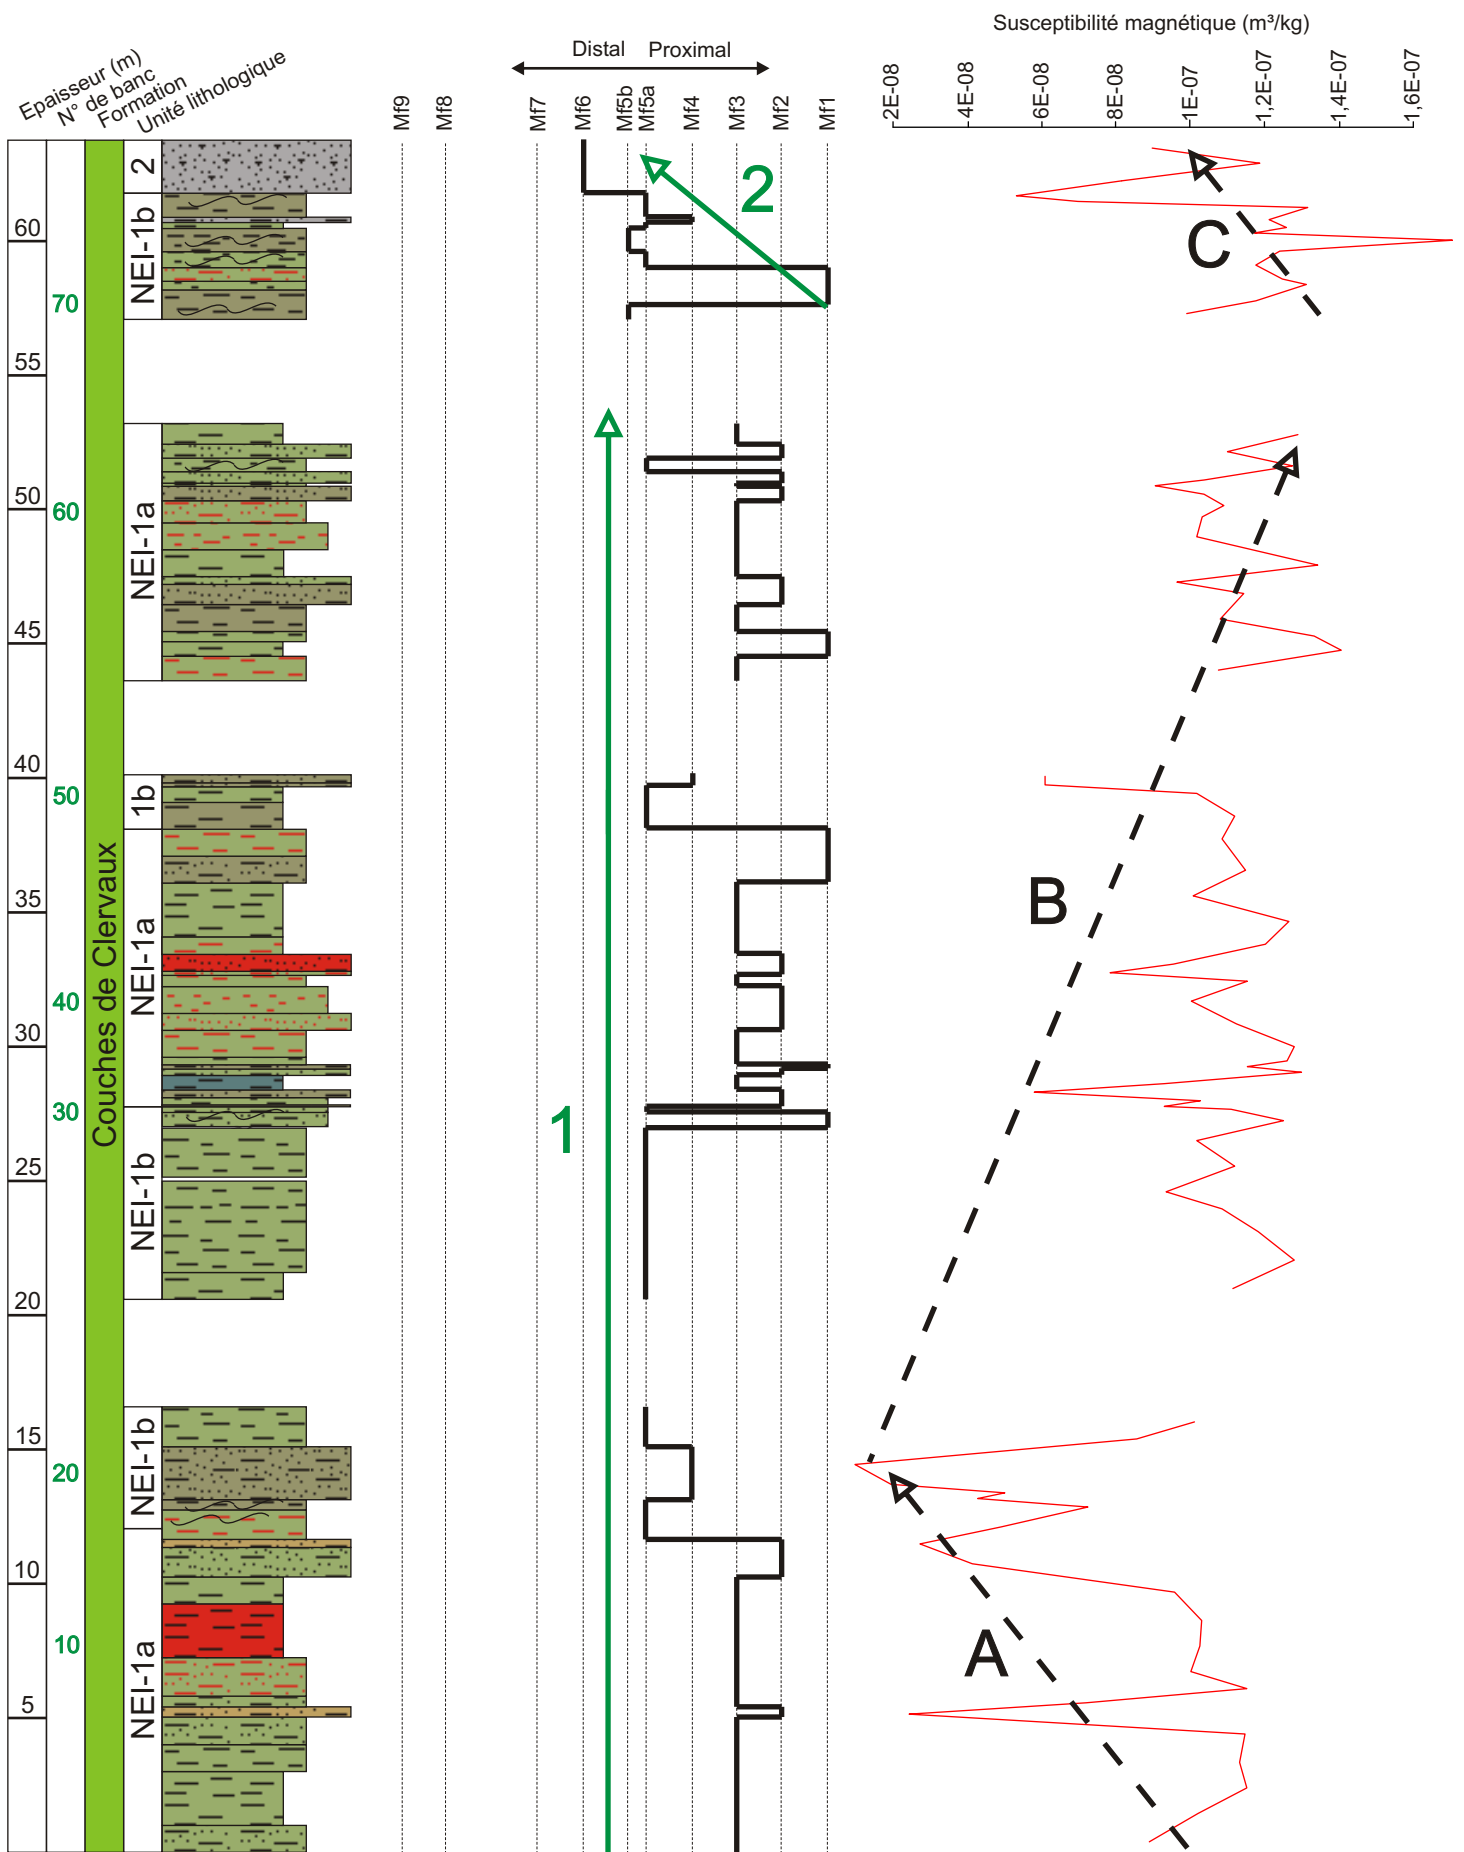 Susceptibilité magnétique (m³/kg)
Distal Proximal
Epaisseur (m)
N° de banc
Formation
Unité lithologique
Mf9
Mf8
Mf7
Mf6
Mf5b
Mf5a
Mf4
Mf3
Mf2
Mf1
2E-08
4E-08
6E-08
8E-08
1E-07
1,2E-07
1,4E-07
1,6E-07
2
2
NEI-1b
60
C
70
55
50
60
NEI-1a
45
40
50
1b
Couches de Clervaux
B
35
NEI-1a
40
30
30
1
25
NEI-1b
20
15
NEI-1b
20
10
10
A
NEI-1a
5